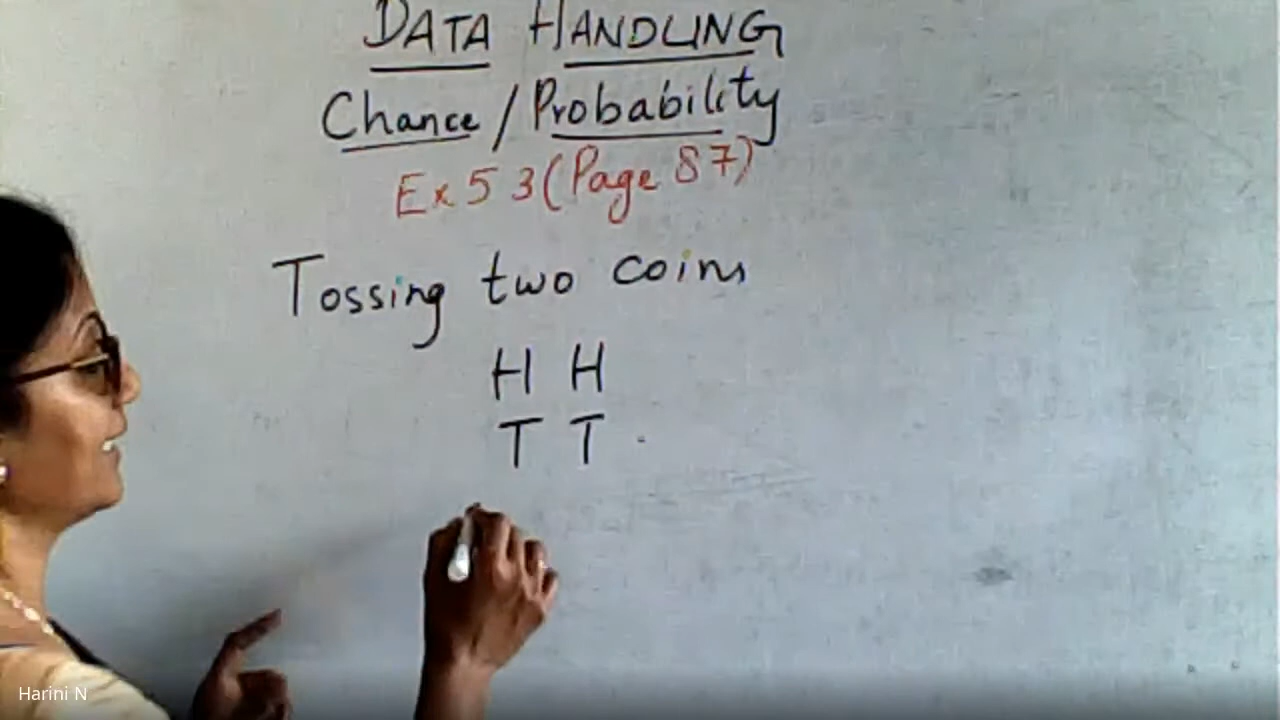 DATA HANDLING
Chance / Probability
Ex 5 3 (Page 87)
Tossing two coins
H H
T T
Harini N